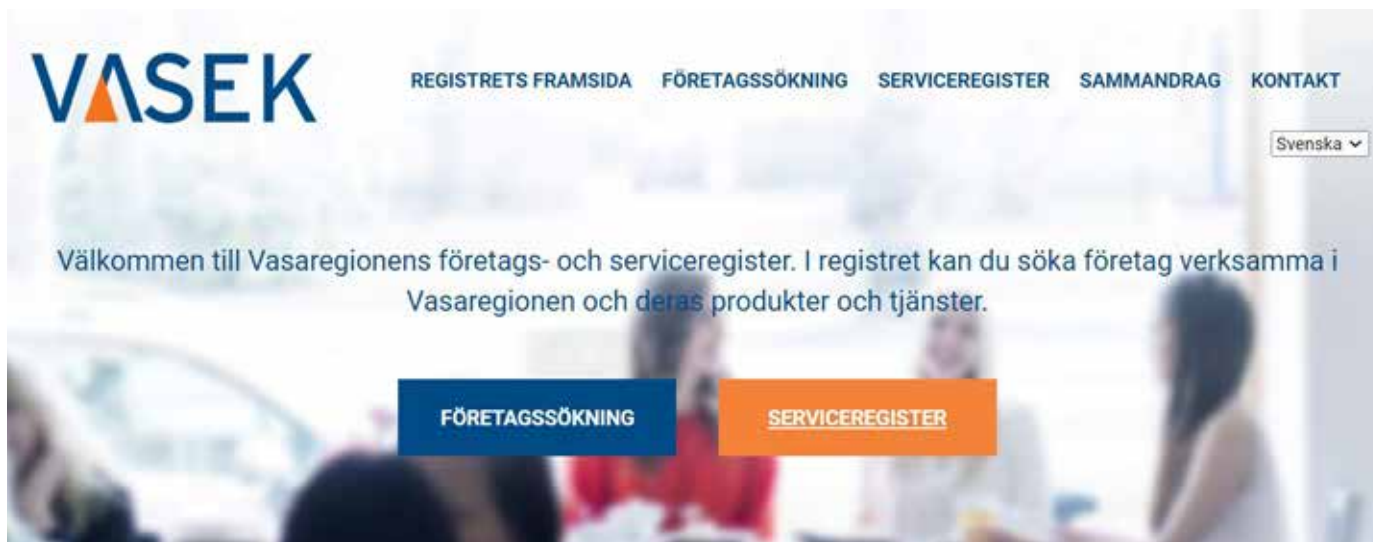 VASEK
REGISTRETS FRAMSIDA FÖRETAGSSÖKNING SERVICEREGISTER SAMMANDRAG KONTAKT
Svenska
Välkommen till Vasaregionens företags- och serviceregister. I registret kan du söka företag verksamma i
Vasaregionen och deras produkter och tjänster.
FÖRETAGSSÖKNING SERVICEREGISTER